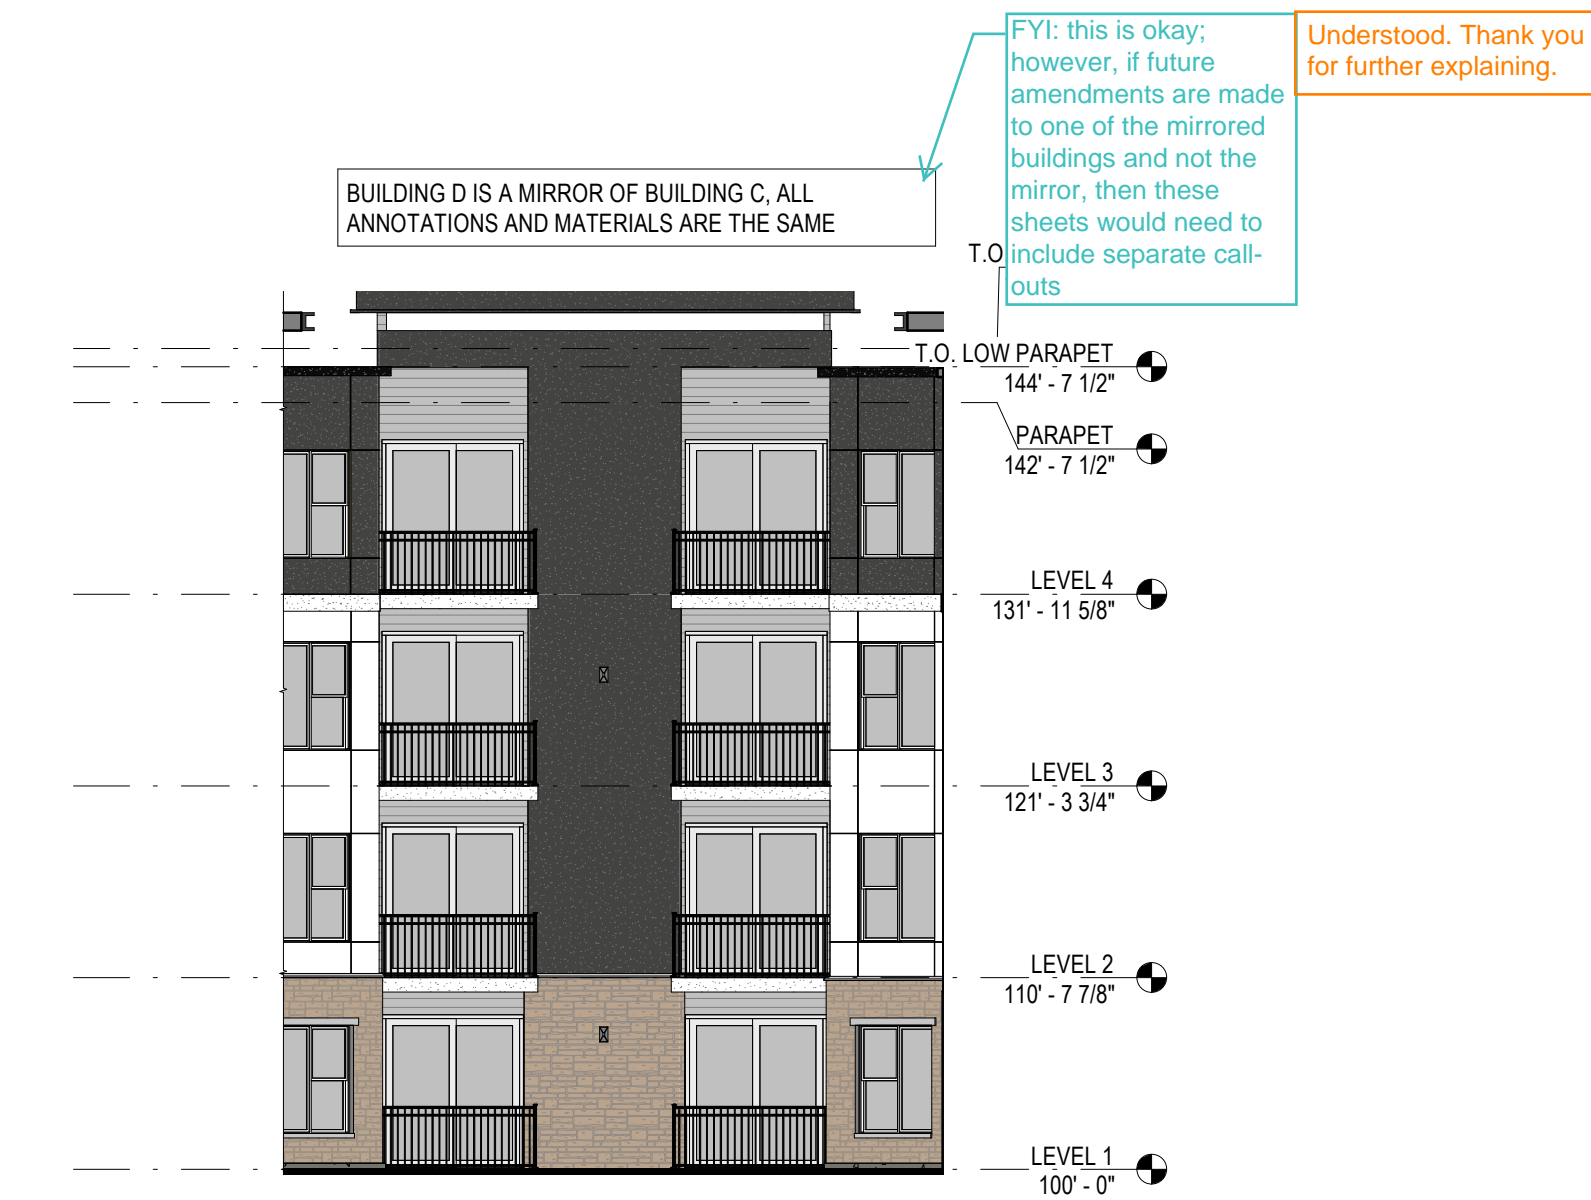 FYI: this is okay;
however, if future
amendments are made
to one of the mirrored
buildings and not the
mirror, then these
sheets would need to
include separate call-
outs
Understood. Thank you
for further explaining.
BUILDING D IS A MIRROR OF BUILDING C, ALL
ANNOTATIONS AND MATERIALS ARE THE SAME
T.O
T.O. LOW PARAPET
144' - 7 1/2"
PARAPET
142' - 7 1/2"
LEVEL 4
131' - 11 5/8"
LEVEL 3
121' - 3 3/4"
LEVEL 2
110' - 7 7/8"
LEVEL 1
100' - 0"